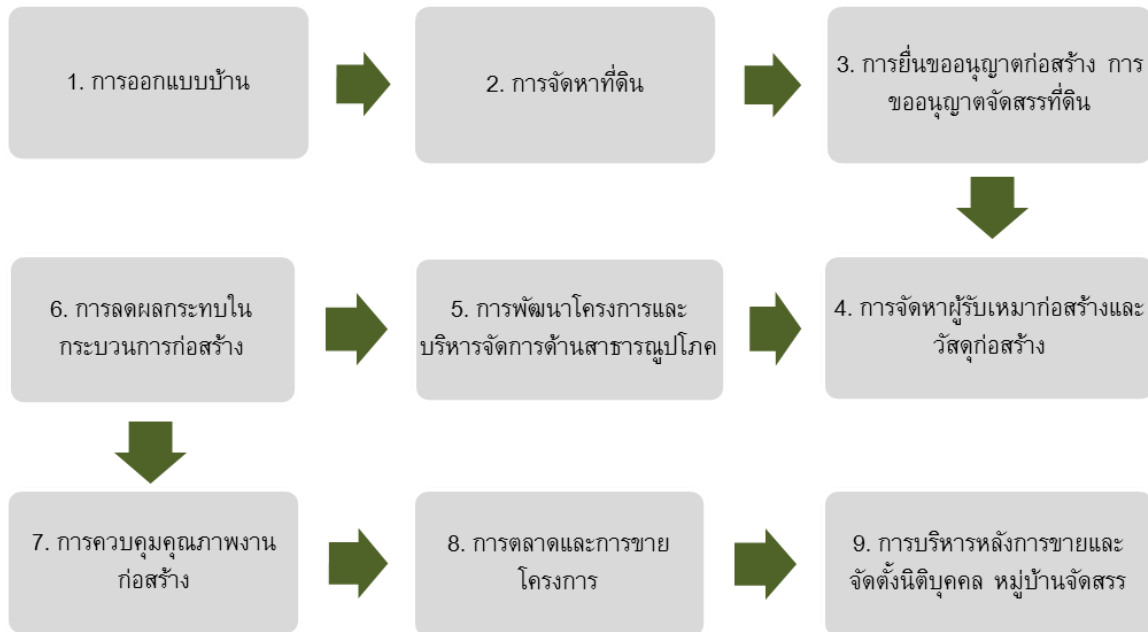 1. การออกแบบบ้าน
2. การจัดหาที่ดิน
3. การยื่นขออนุญาตก่อสร้าง การ
ขออนุญาตจัดสรรที่ดิน
4. การจัดหาผู้รับเหมาก่อสร้างและ
วัสดุก่อสร้าง
5. การพัฒนาโครงการและ
บริหารจัดการด้านสาธารณูปโภค
6. การลดผลกระทบใน
กระบวนการก่อสร้าง
7. การควบคุมคุณภาพงาน
ก่อสร้าง
8. การตลาดและการขาย
โครงการ
9. การบริหารหลังการขายและ
จัดตั้งนิติบุคคล หมู่บ้านจัดสรร